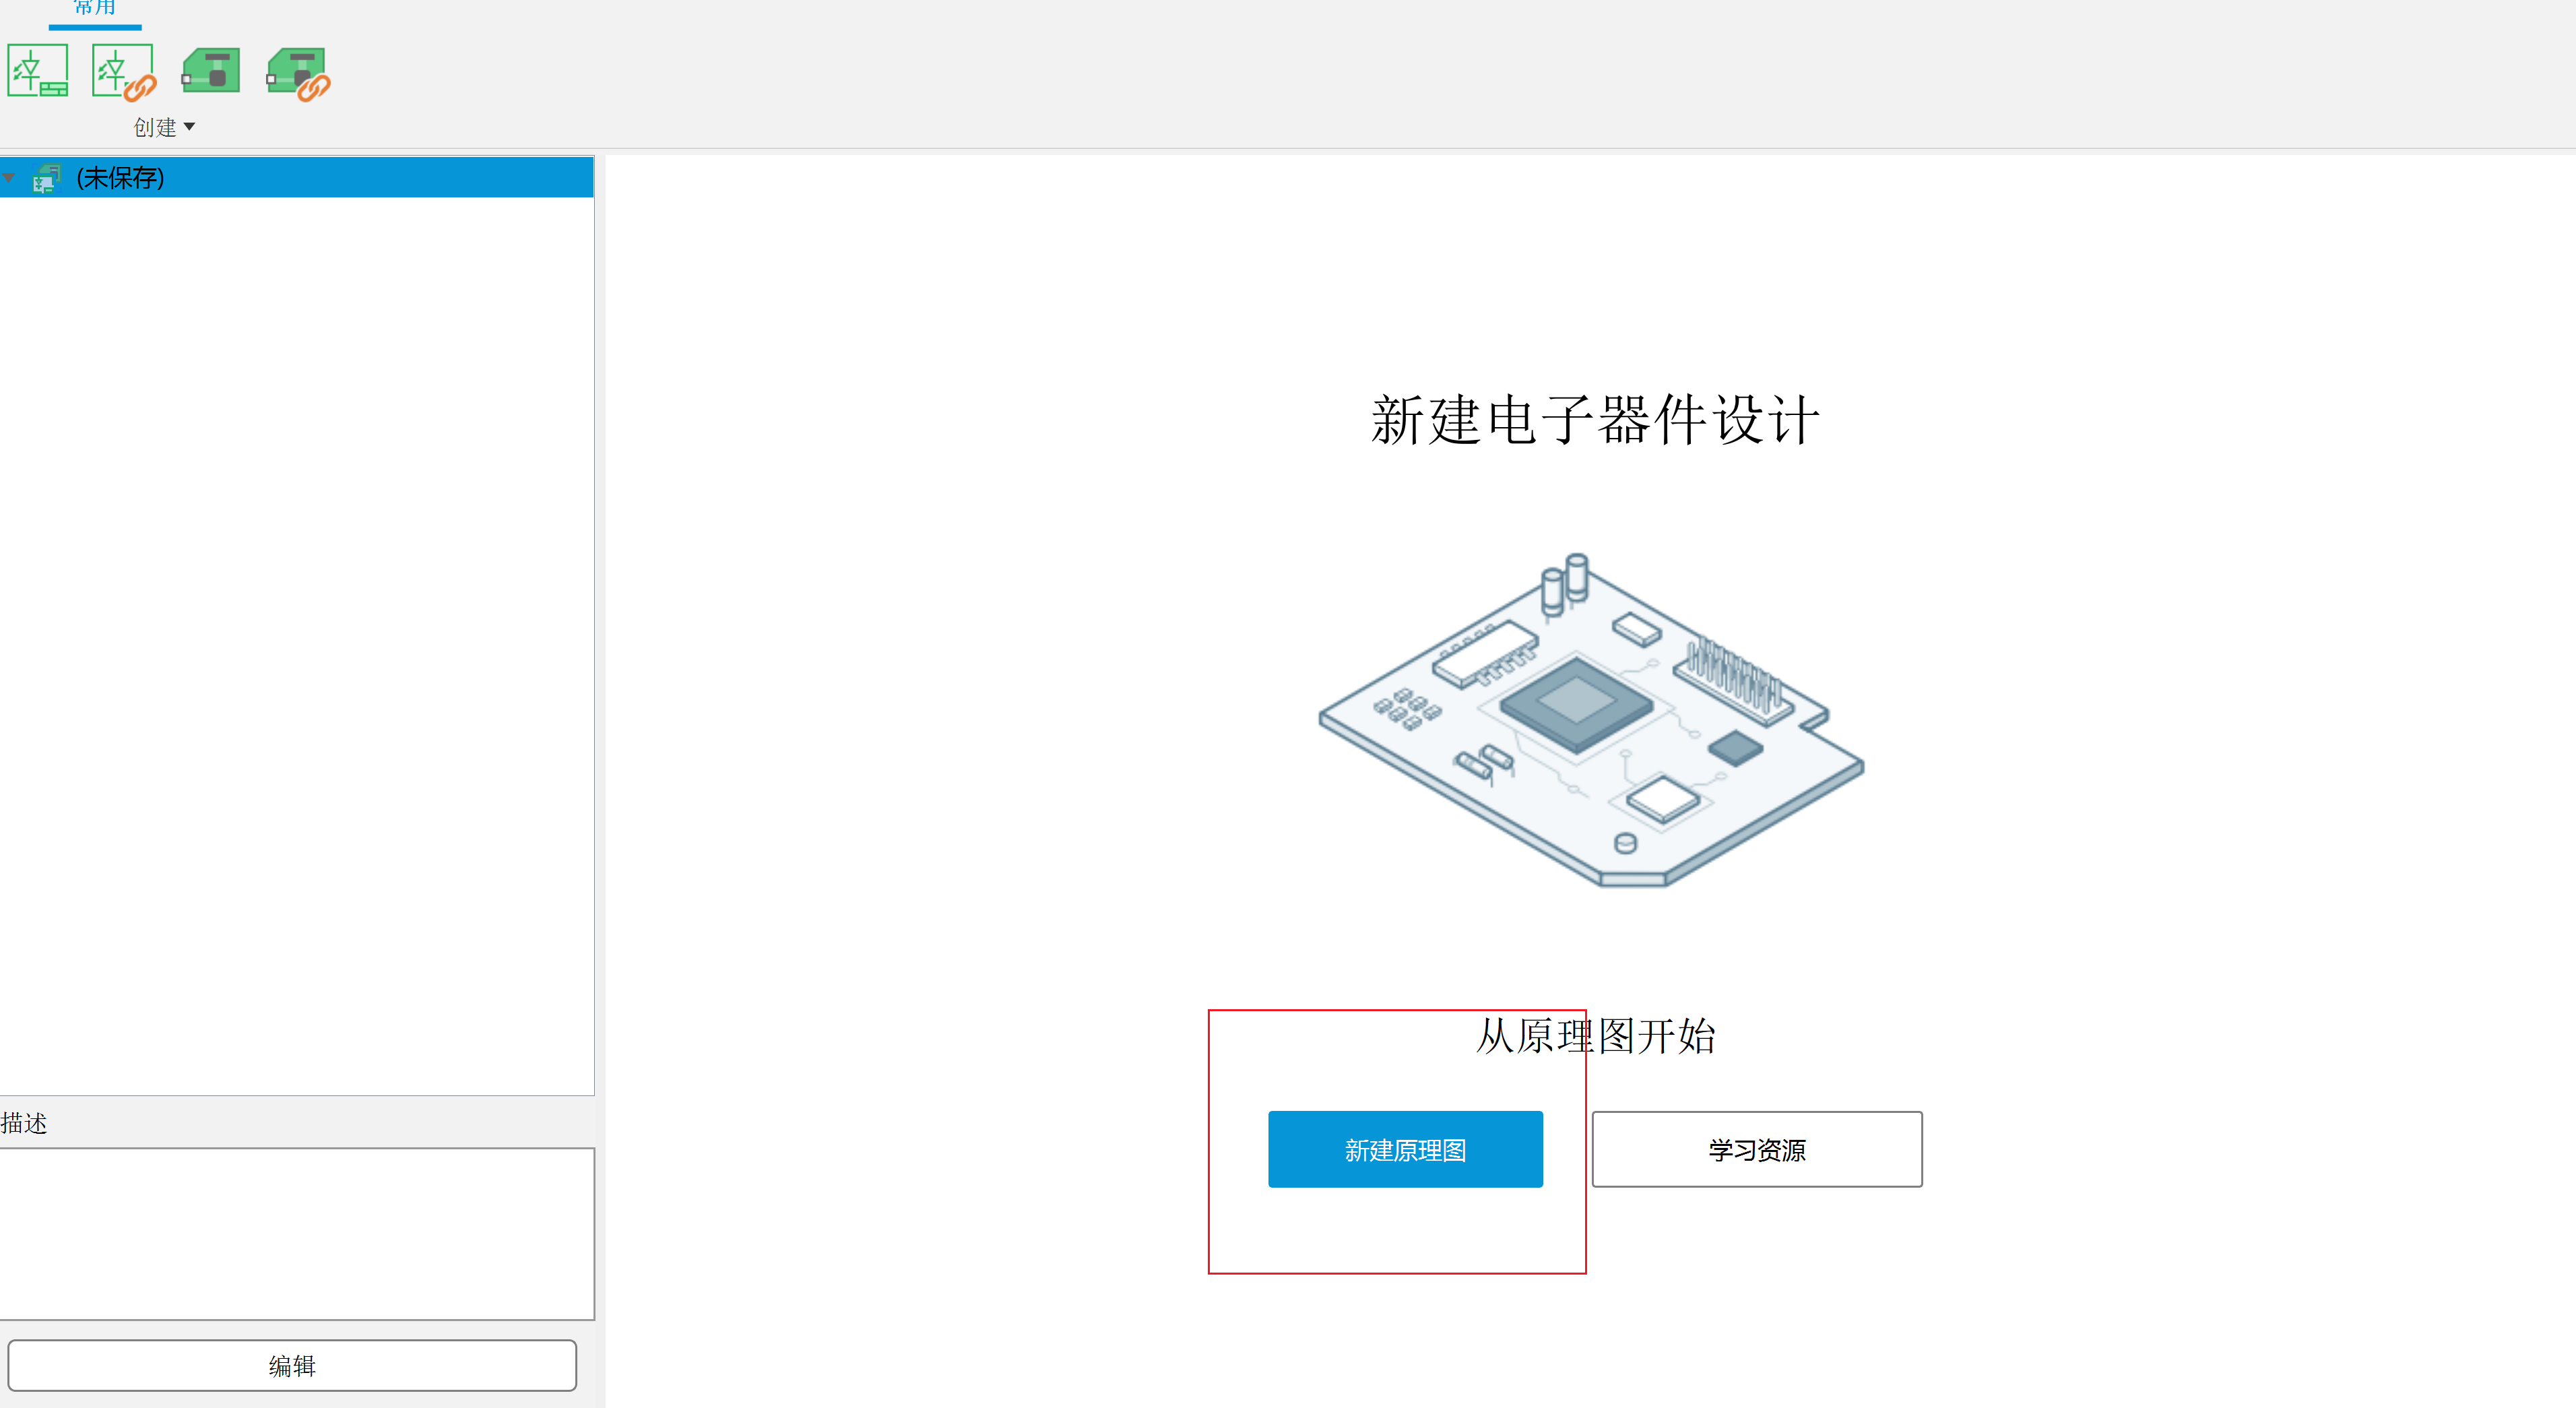 常用
创建
(未保存)
新建电子器件设计
从原理图开始
新建原理图
学习资源
描述
编辑